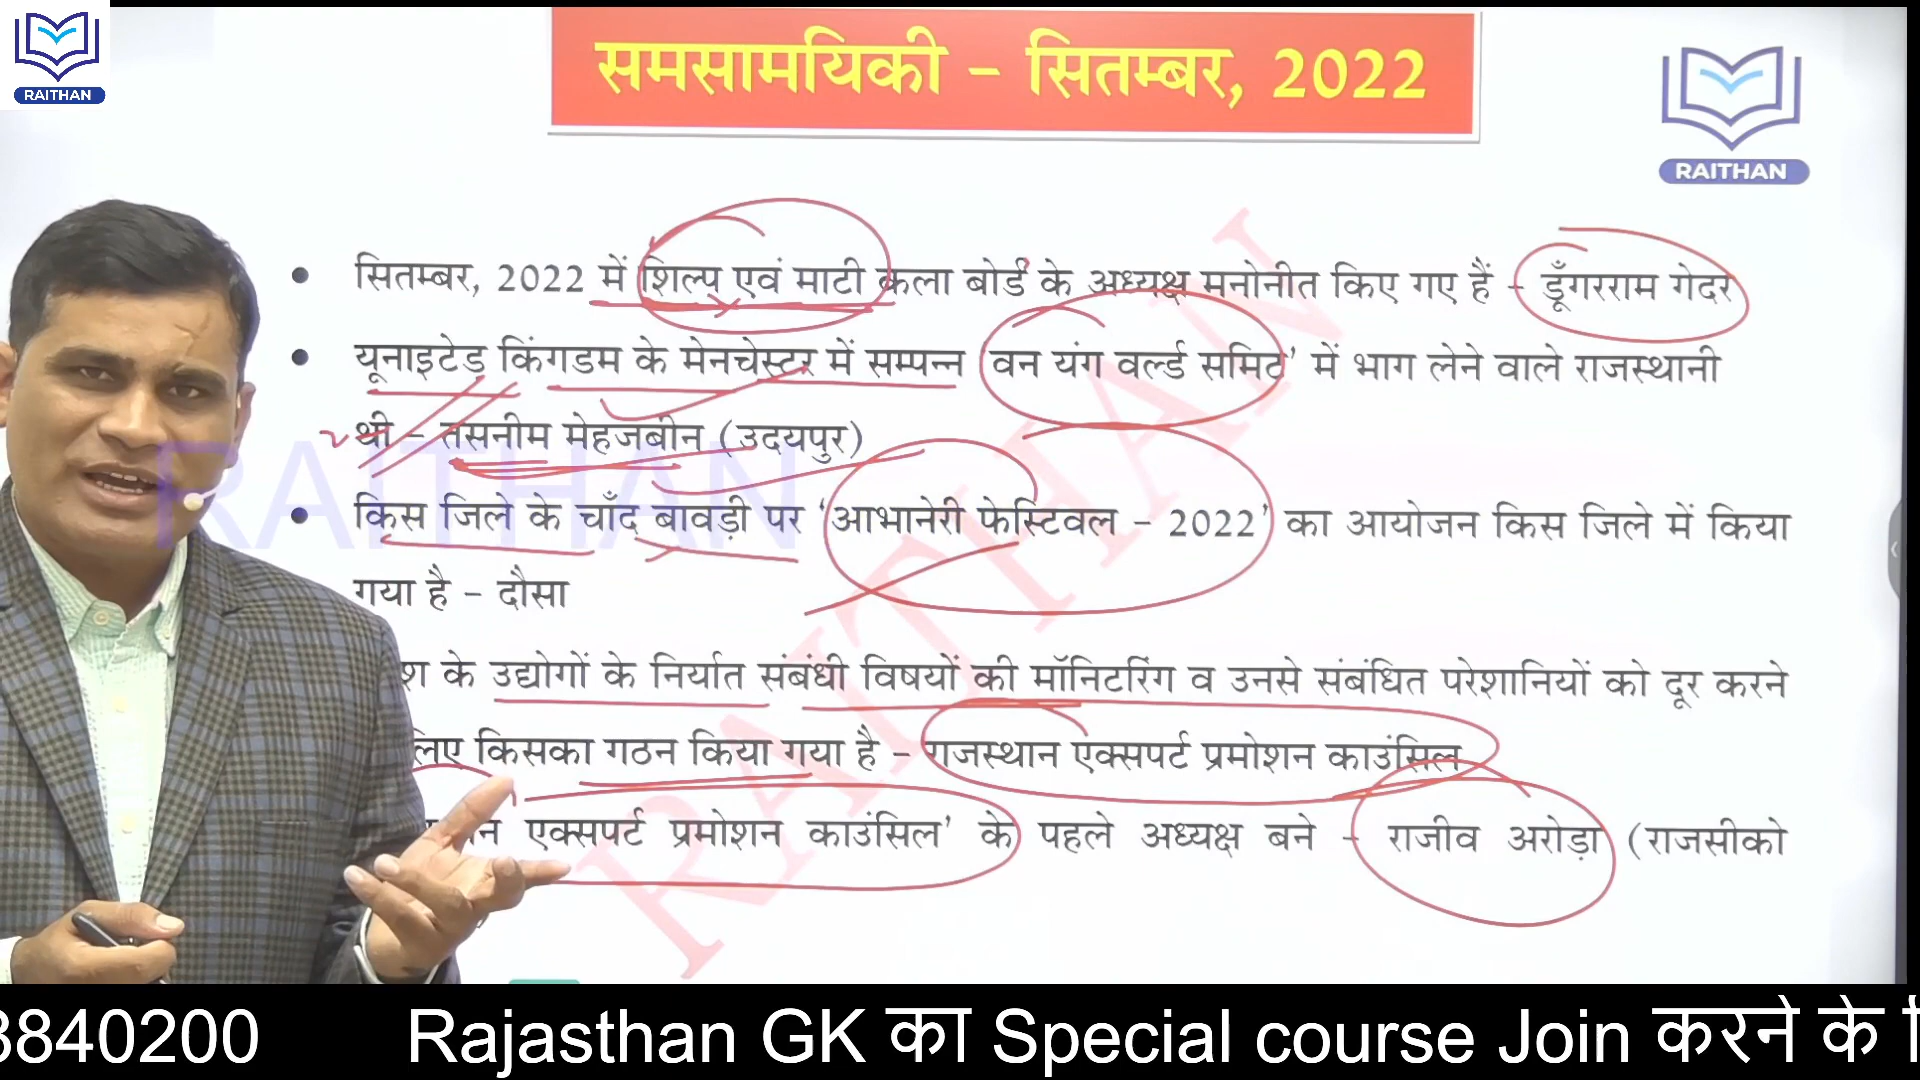 RAITHAN
समसामयिकी - सितम्बर, 2022
RAITHAN
• सितम्बर, 2022 में शिल्प एवं माटी कला बोर्ड के अध्यक्ष मनोनीत किए गए हैं - डूँगरराम गेदर
• यूनाइटेड किंगडम के मेनचेस्टर में सम्पन्न 'वन यंग वर्ल्ड समिट' में भाग लेने वाले राजस्थानी
थी - तसनीम मेहजबीन (उदयपुर)
• किस जिले के चाँद बावड़ी पर 'आभानेरी फेस्टिवल - 2022' का आयोजन किस जिले में किया
गया है - दौसा
के उद्योगों के निर्यात संबंधी विषयों की मॉनिटरिंग व उनसे संबंधित परेशानियों को दूर करने
लिए किसका गठन किया गया है - राजस्थान एक्सपर्ट प्रमोशन काउंसिल
एक्सपर्ट प्रमोशन काउंसिल' के पहले अध्यक्ष बने - राजीव अरोड़ा (राजसीको
RAITHAN
RAITHAN
3840200 Rajasthan GK का Special course Join करने के